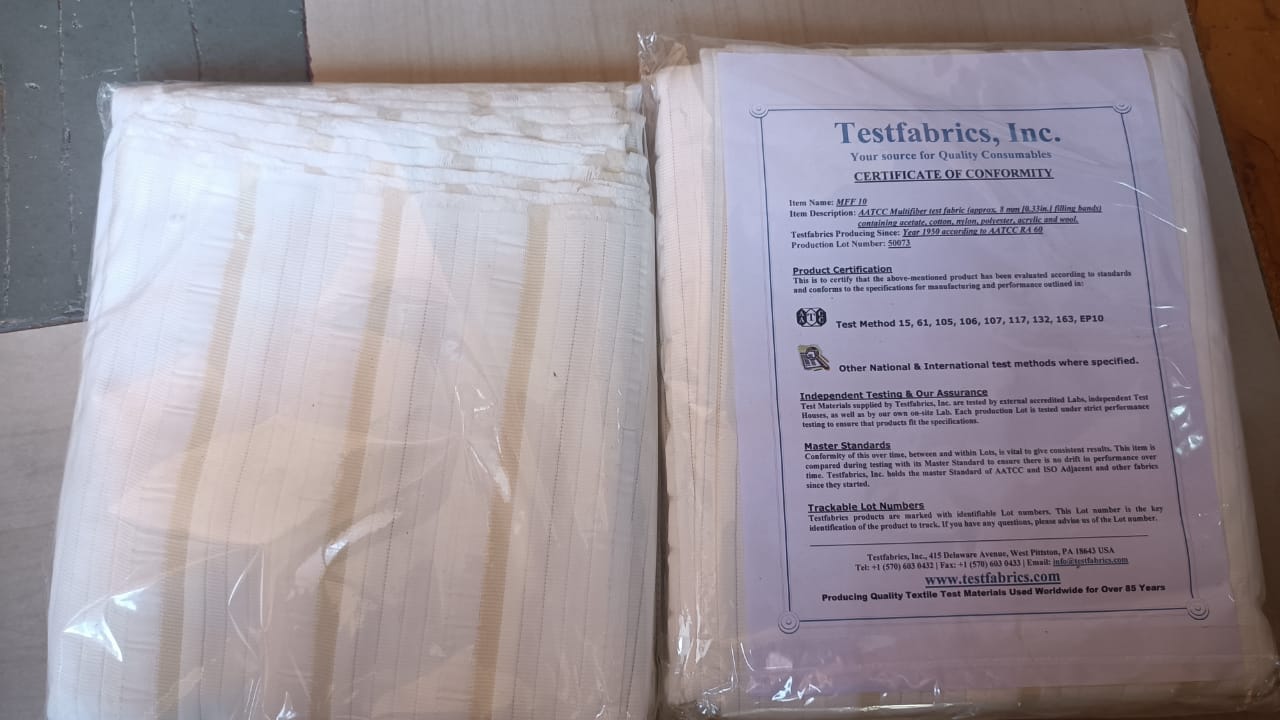 Testfabrics, Inc.
Your source for Quality Consumables
CERTIFICATE OF CONFORMITY
Item Name: MFF 10
Item Description: AATCC Multifiber test fabric (approx. 8 mm [0.33in.] filling bands)
containing acetate, cotton, nylon, polyester, acrylic and wool.
Testfabrics Producing Since: Year 1950 according to AATCC RA 60
Production Lot Number: 50073
Product Certification
This is to certify that the above-mentioned product has been evaluated according to standards
and conforms to the specifications for manufacturing and performance outlined in:
Test Method 15, 61, 105, 106, 107, 117, 132, 163, EP10
Other National & International test methods where specified.
Independent Testing & Our Assurance
Test Materials supplied by Testfabrics, Inc. are tested by external accredited Labs, independent Test
Houses, as well as by our own on-site Lab. Each production Lot is tested under strict performance
testing to ensure that products fit the specifications.
Master Standards
Conformity of this over time, between and within Lots, is vital to give consistent results. This item is
compared during testing with its Master Standard to ensure there is no drift in performance over
time. Testfabrics, Inc. holds the master Standard of AATCC and ISO Adjacent and other fabrics
since they started.
Trackable Lot Numbers
Testfabrics products are marked with identifiable Lot numbers. This Lot number is the key
identification of the product to track. If you have any questions, please advise us of the Lot number.
Testfabrics, Inc., 415 Delaware Avenue, West Pittston, PA 18643 USA
Tel: +1 (570) 603 0432 | Fax: +1 (570) 603 0433 | Email: info@testfabrics.com
www.testfabrics.com
Producing Quality Textile Test Materials Used Worldwide for Over 85 Years